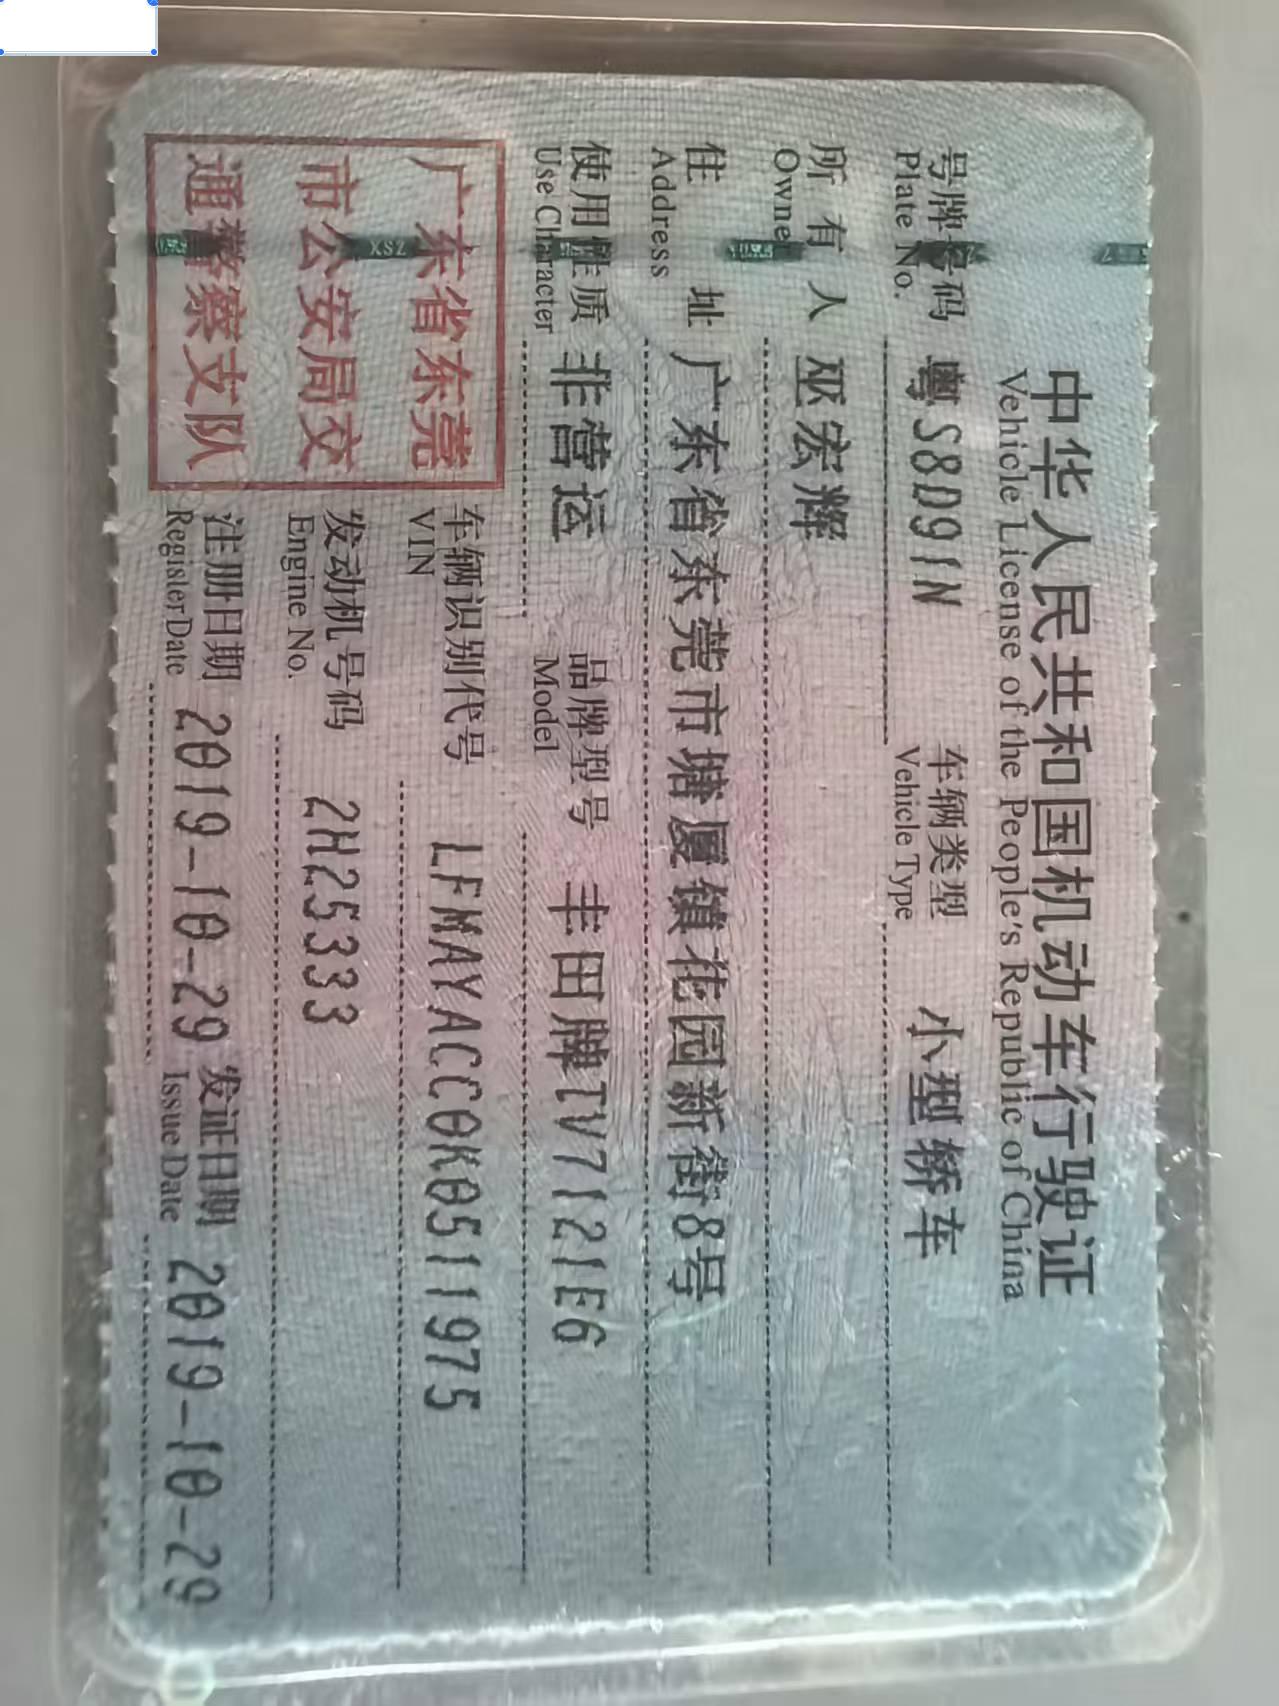 中华人民共和国机动车行驶证
Vehicle License of the People's Republic of China
号牌号码 粤S8D91N 车辆类型 小型轿车
Plate No. Vehicle Type
所有人 巫宏辉
Owner
住址 广东省东莞市塘厦镇花园新街8号
Address
使用性质 非营运 品牌型号 丰田牌TV7121E6
Use Character Model
广东省东莞
市公安局交
通警察支队
车辆识别代号 LFMAYACC0K0511975
VIN
发动机号码 2H25333
Engine No.
注册日期 2019-10-29 发证日期 2019-10-29
Register Date Issue Date
XSZ